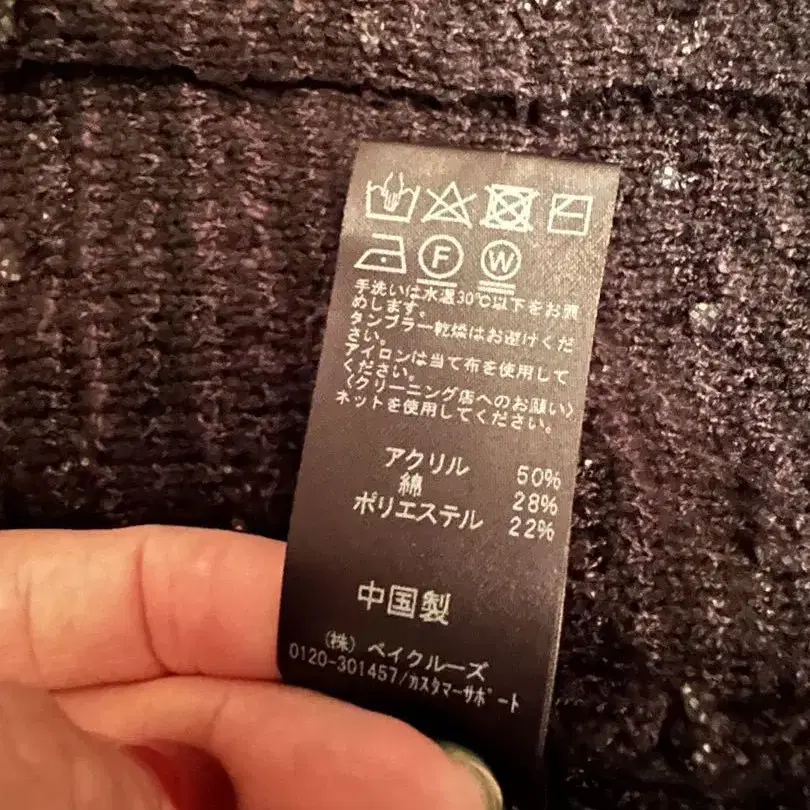 F W
手洗いは水温30℃以下をお願
めします。
タンブラー乾燥はお避けくだ
さい。
アイロンは当て布を使用して
ください。
〈クリーニング店へのお願い〉
ネットを使用してください。
アクリル 50%
綿 28%
ポリエステル 22%
中国製
(株) ベイクルーズ
0120-301457/カスタマーサポート